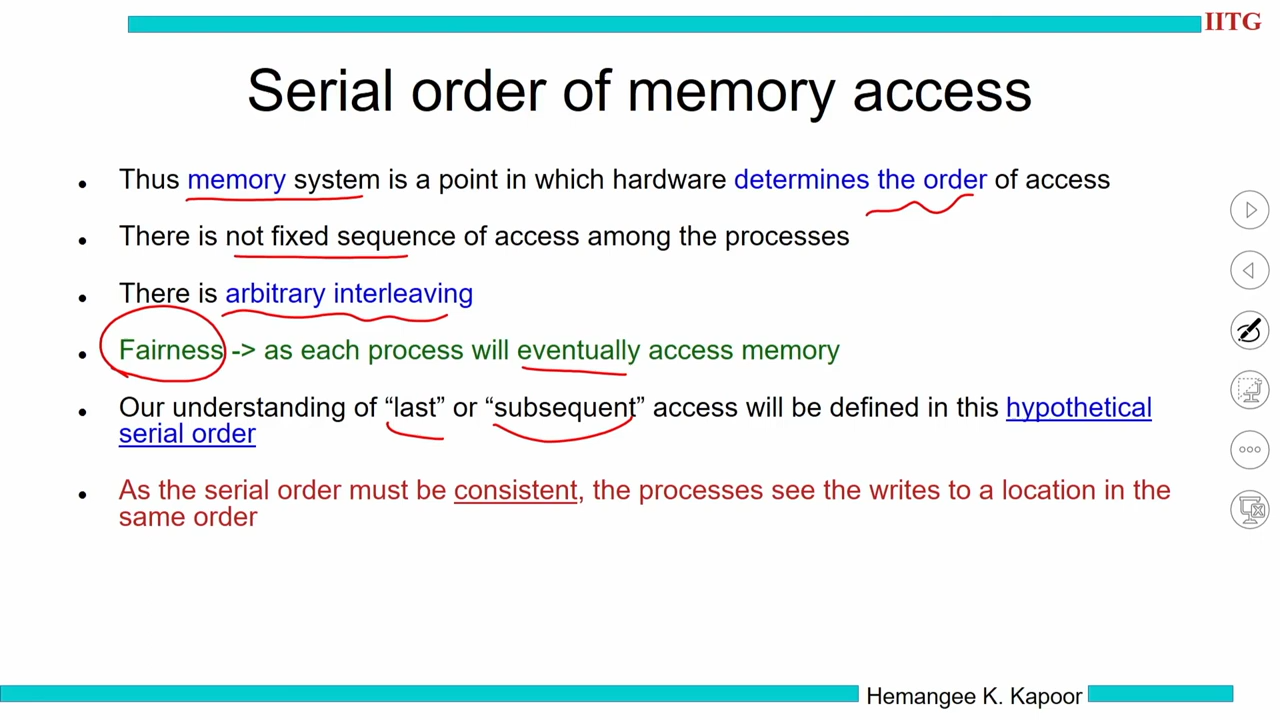 IITG
Serial order of memory access
• Thus memory system is a point in which hardware determines the order of access
• There is not fixed sequence of access among the processes
• There is arbitrary interleaving
• Fairness -> as each process will eventually access memory
• Our understanding of “last” or “subsequent” access will be defined in this hypothetical
serial order
• As the serial order must be consistent, the processes see the writes to a location in the
same order
Hemangee K. Kapoor